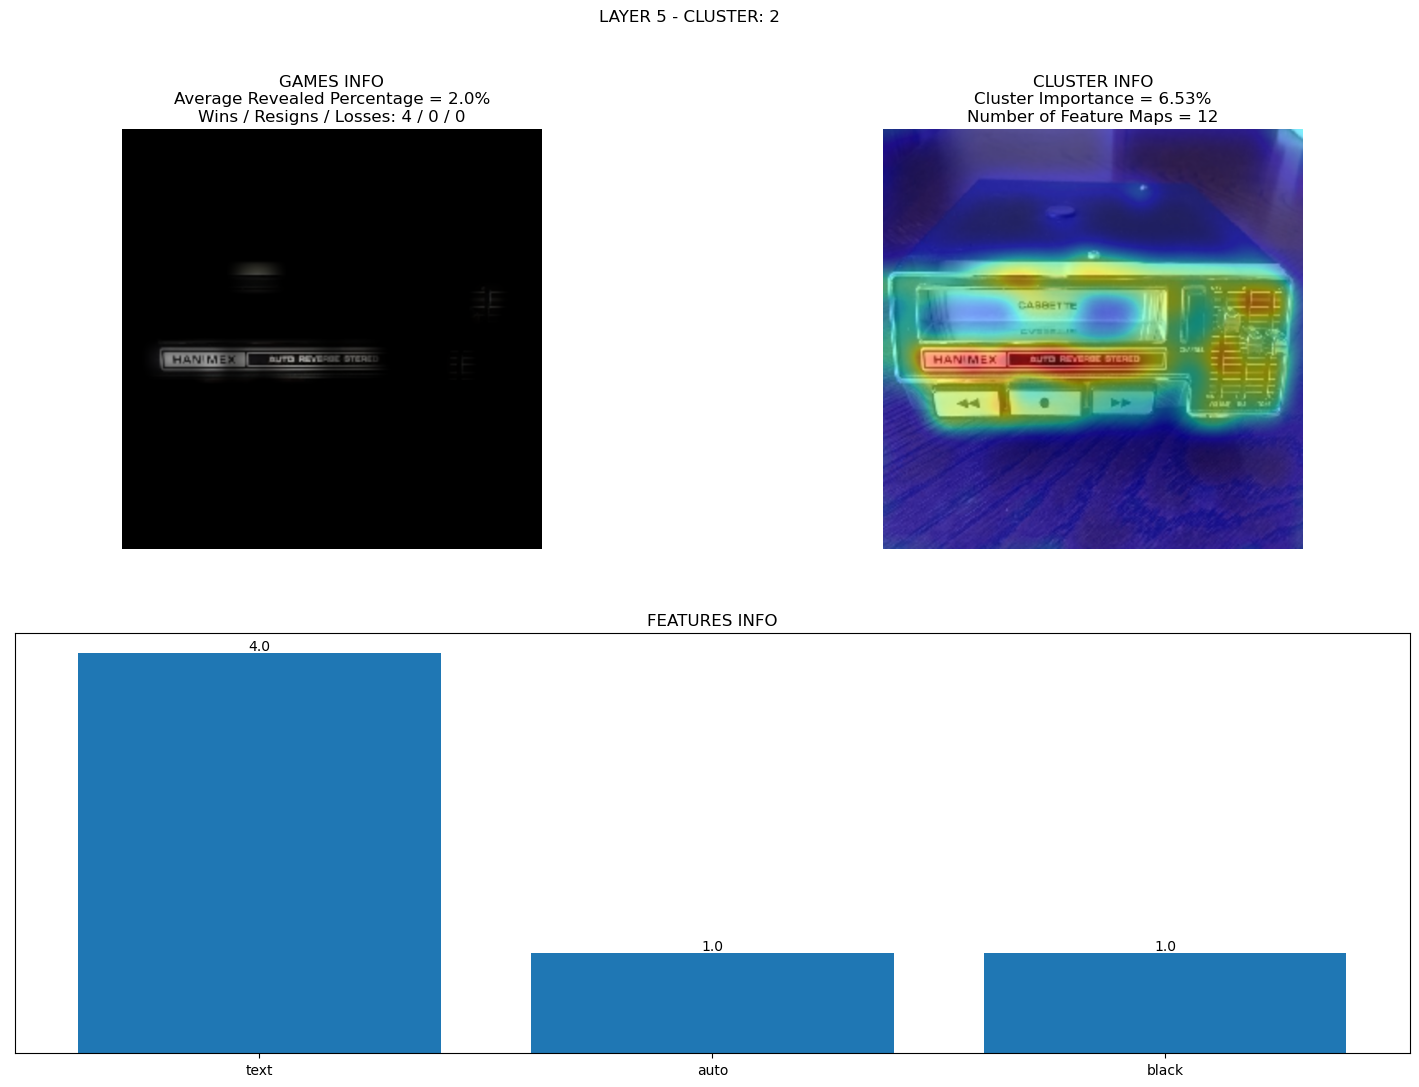 LAYER 5 - CLUSTER: 2
GAMES INFO
Average Revealed Percentage = 2.0%
Wins / Resigns / Losses: 4 / 0 / 0
CLUSTER INFO
Cluster Importance = 6.53%
Number of Feature Maps = 12
HANIMEX AUTO REVERSE STEREO
CASSETTE
HANIMEX AUTO REVERSE STEREO
FEATURES INFO
4.0
1.0
1.0
text
auto
black